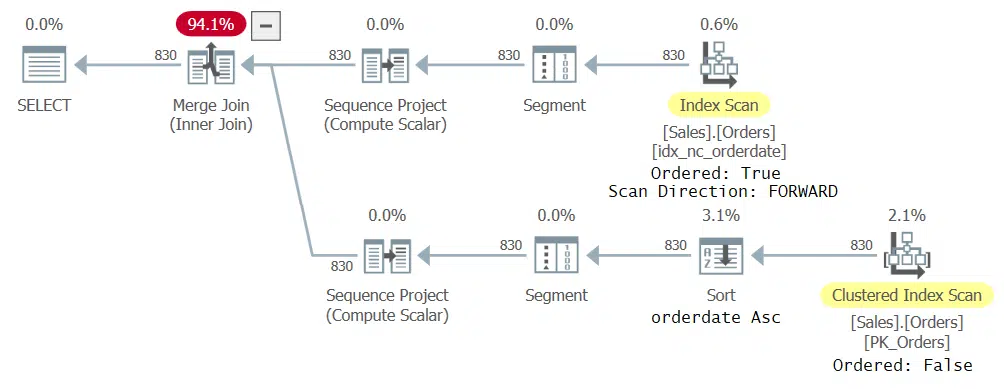 0.0%
94.1%
0.0%
0.0%
0.6%
830
830
830
830
SELECT
Merge Join
(Inner Join)
Sequence Project
(Compute Scalar)
Segment
Index Scan
[Sales].[Orders]
[idx_nc_orderdate]
Ordered: True
Scan Direction: FORWARD
0.0%
0.0%
3.1%
2.1%
830
830
830
830
Sequence Project
(Compute Scalar)
Segment
Sort
orderdate Asc
Clustered Index Scan
[Sales].[Orders]
[PK_Orders]
Ordered: False